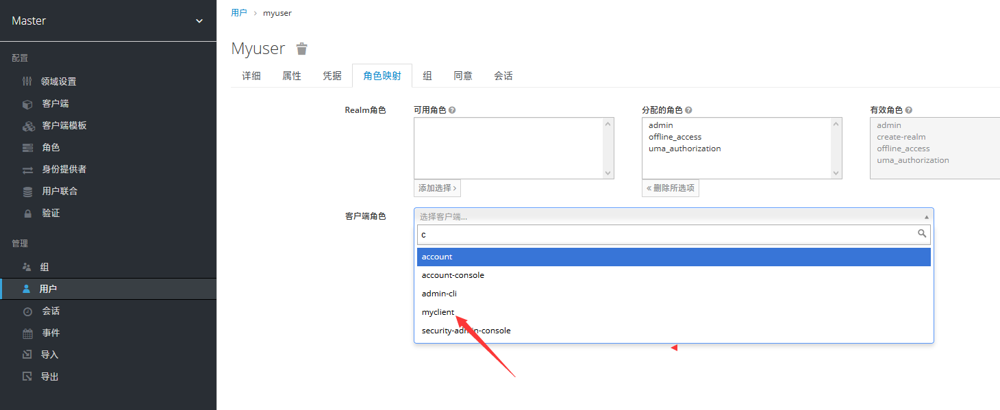 Master
配置
领域设置
客户端
客户端模板
角色
身份提供者
用户联合
验证
管理
组
用户
会话
事件
导入
导出
用户 > myuser
Myuser
详细 属性 凭据 角色映射 组 同意 会话
Realm角色 可用角色 分配的角色 有效角色
admin
offline_access
uma_authorization
admin
create-realm
offline_access
uma_authorization
添加选择 >
« 删除所选项
客户端角色 选择客户端...
c
account
account-console
admin-cli
myclient
security-admin-console